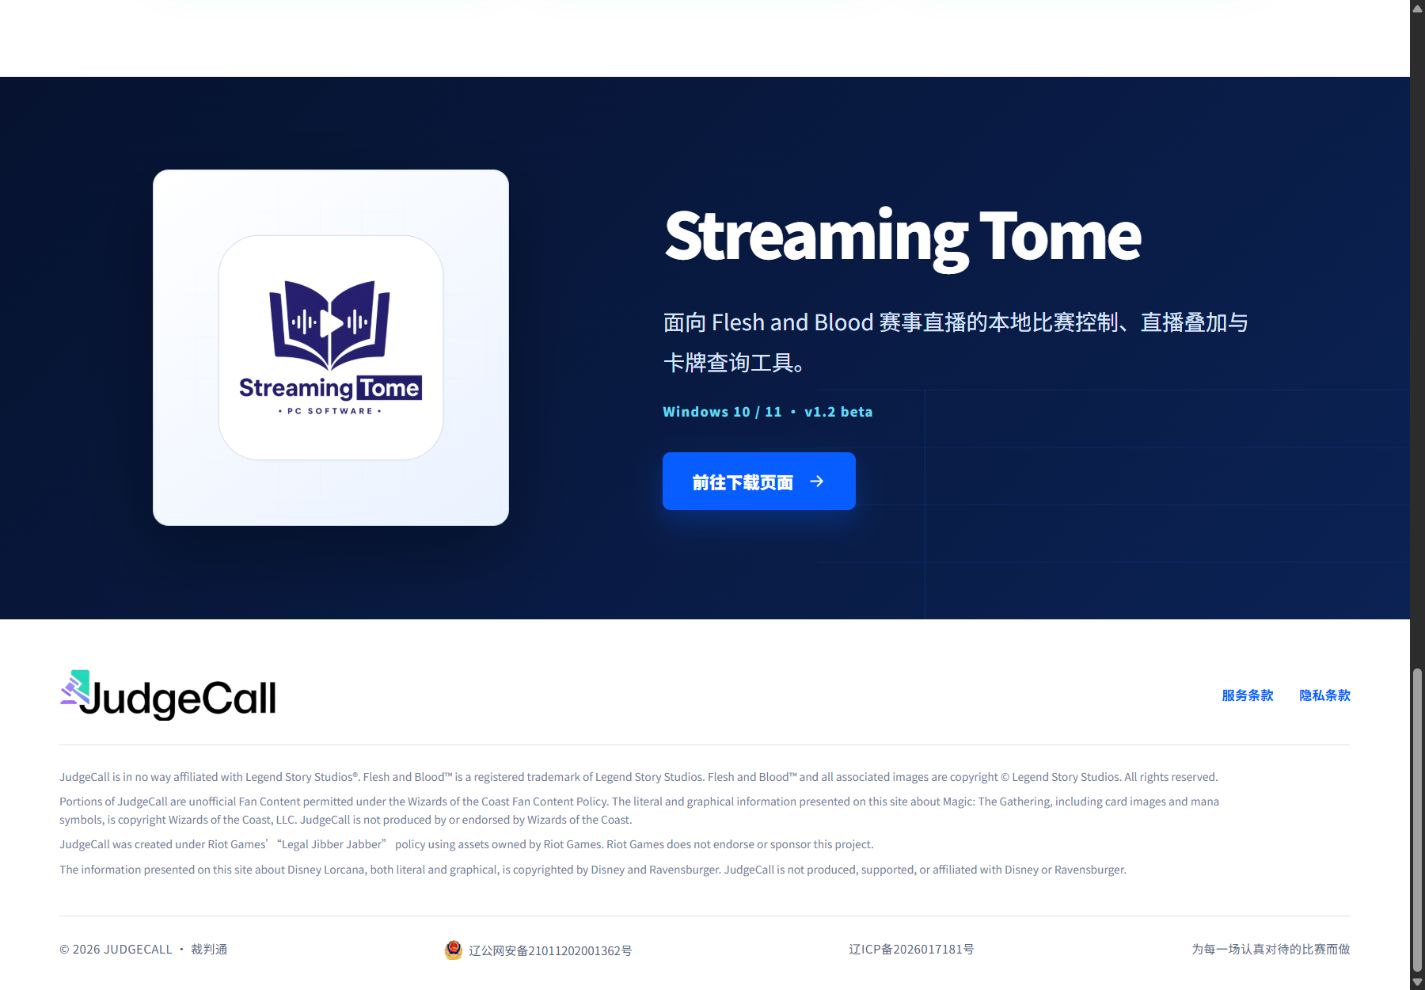 Streaming Tome
• PC SOFTWARE •
Streaming Tome
面向 Flesh and Blood 赛事直播的本地比赛控制、直播叠加与
卡牌查询工具。
Windows 10 / 11 • v1.2 beta
前往下载页面 →
JudgeCall
服务条款 隐私条款
JudgeCall is in no way affiliated with Legend Story Studios®. Flesh and Blood™ is a registered trademark of Legend Story Studios. Flesh and Blood™ and all associated images are copyright © Legend Story Studios. All rights reserved.
Portions of JudgeCall are unofficial Fan Content permitted under the Wizards of the Coast Fan Content Policy. The literal and graphical information presented on this site about Magic: The Gathering, including card images and mana
symbols, is copyright Wizards of the Coast, LLC. JudgeCall is not produced by or endorsed by Wizards of the Coast.
JudgeCall was created under Riot Games’ “Legal Jibber Jabber” policy using assets owned by Riot Games. Riot Games does not endorse or sponsor this project.
The information presented on this site about Disney Lorcana, both literal and graphical, is copyrighted by Disney and Ravensburger. JudgeCall is not produced, supported, or affiliated with Disney or Ravensburger.
© 2026 JUDGECALL • 裁判通
辽公网安备21011202001362号
辽ICP备2026017181号
为每一场认真对待的比赛而做